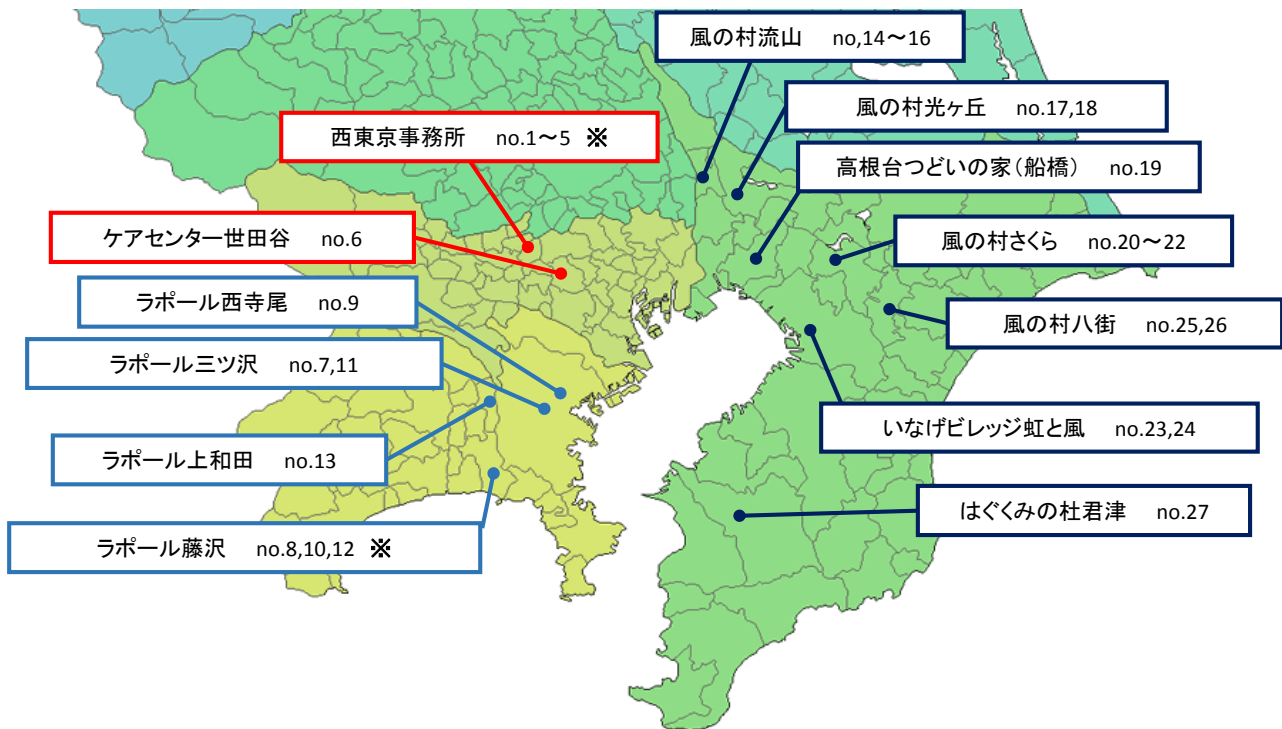 風の村流山 no,14～16
風の村光ヶ丘 no.17,18
西東京事務所 no.1～5 ※
高根台つどいの家（船橋） no.19
ケアセンター世田谷 no.6
風の村さくら no.20～22
ラポール西寺尾 no.9
風の村八街 no.25,26
ラポール三ツ沢 no.7,11
いなげビレッジ虹と風 no.23,24
ラポール上和田 no.13
はぐくみの杜君津 no.27
ラポール藤沢 no.8,10,12 ※